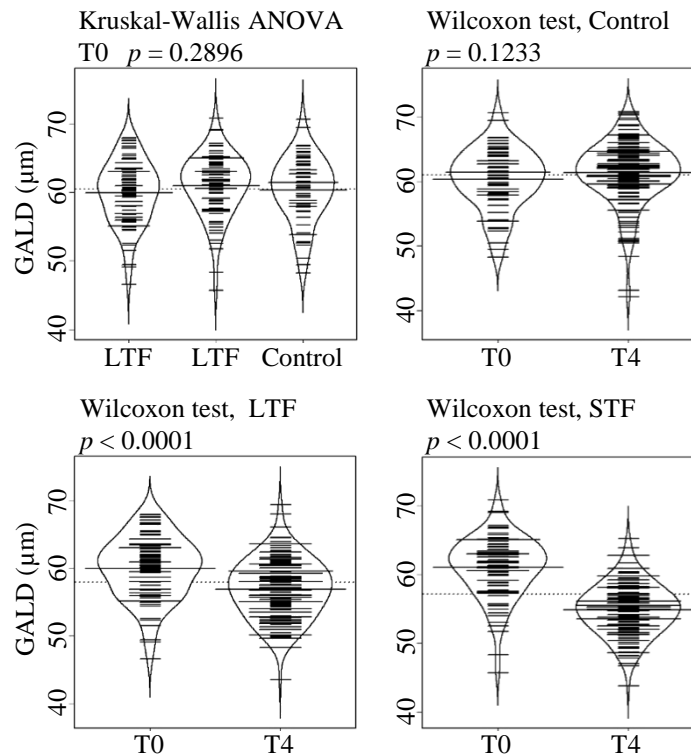 Kruskal-Wallis ANOVA
T0 p = 0.2896
GALD (µm)
70
60
50
40
LTF LTF Control
Wilcoxon test, Control
p = 0.1233
70
60
50
40
T0 T4
Wilcoxon test, LTF
p < 0.0001
GALD (µm)
70
60
50
40
T0 T4
Wilcoxon test, STF
p < 0.0001
70
60
50
40
T0 T4